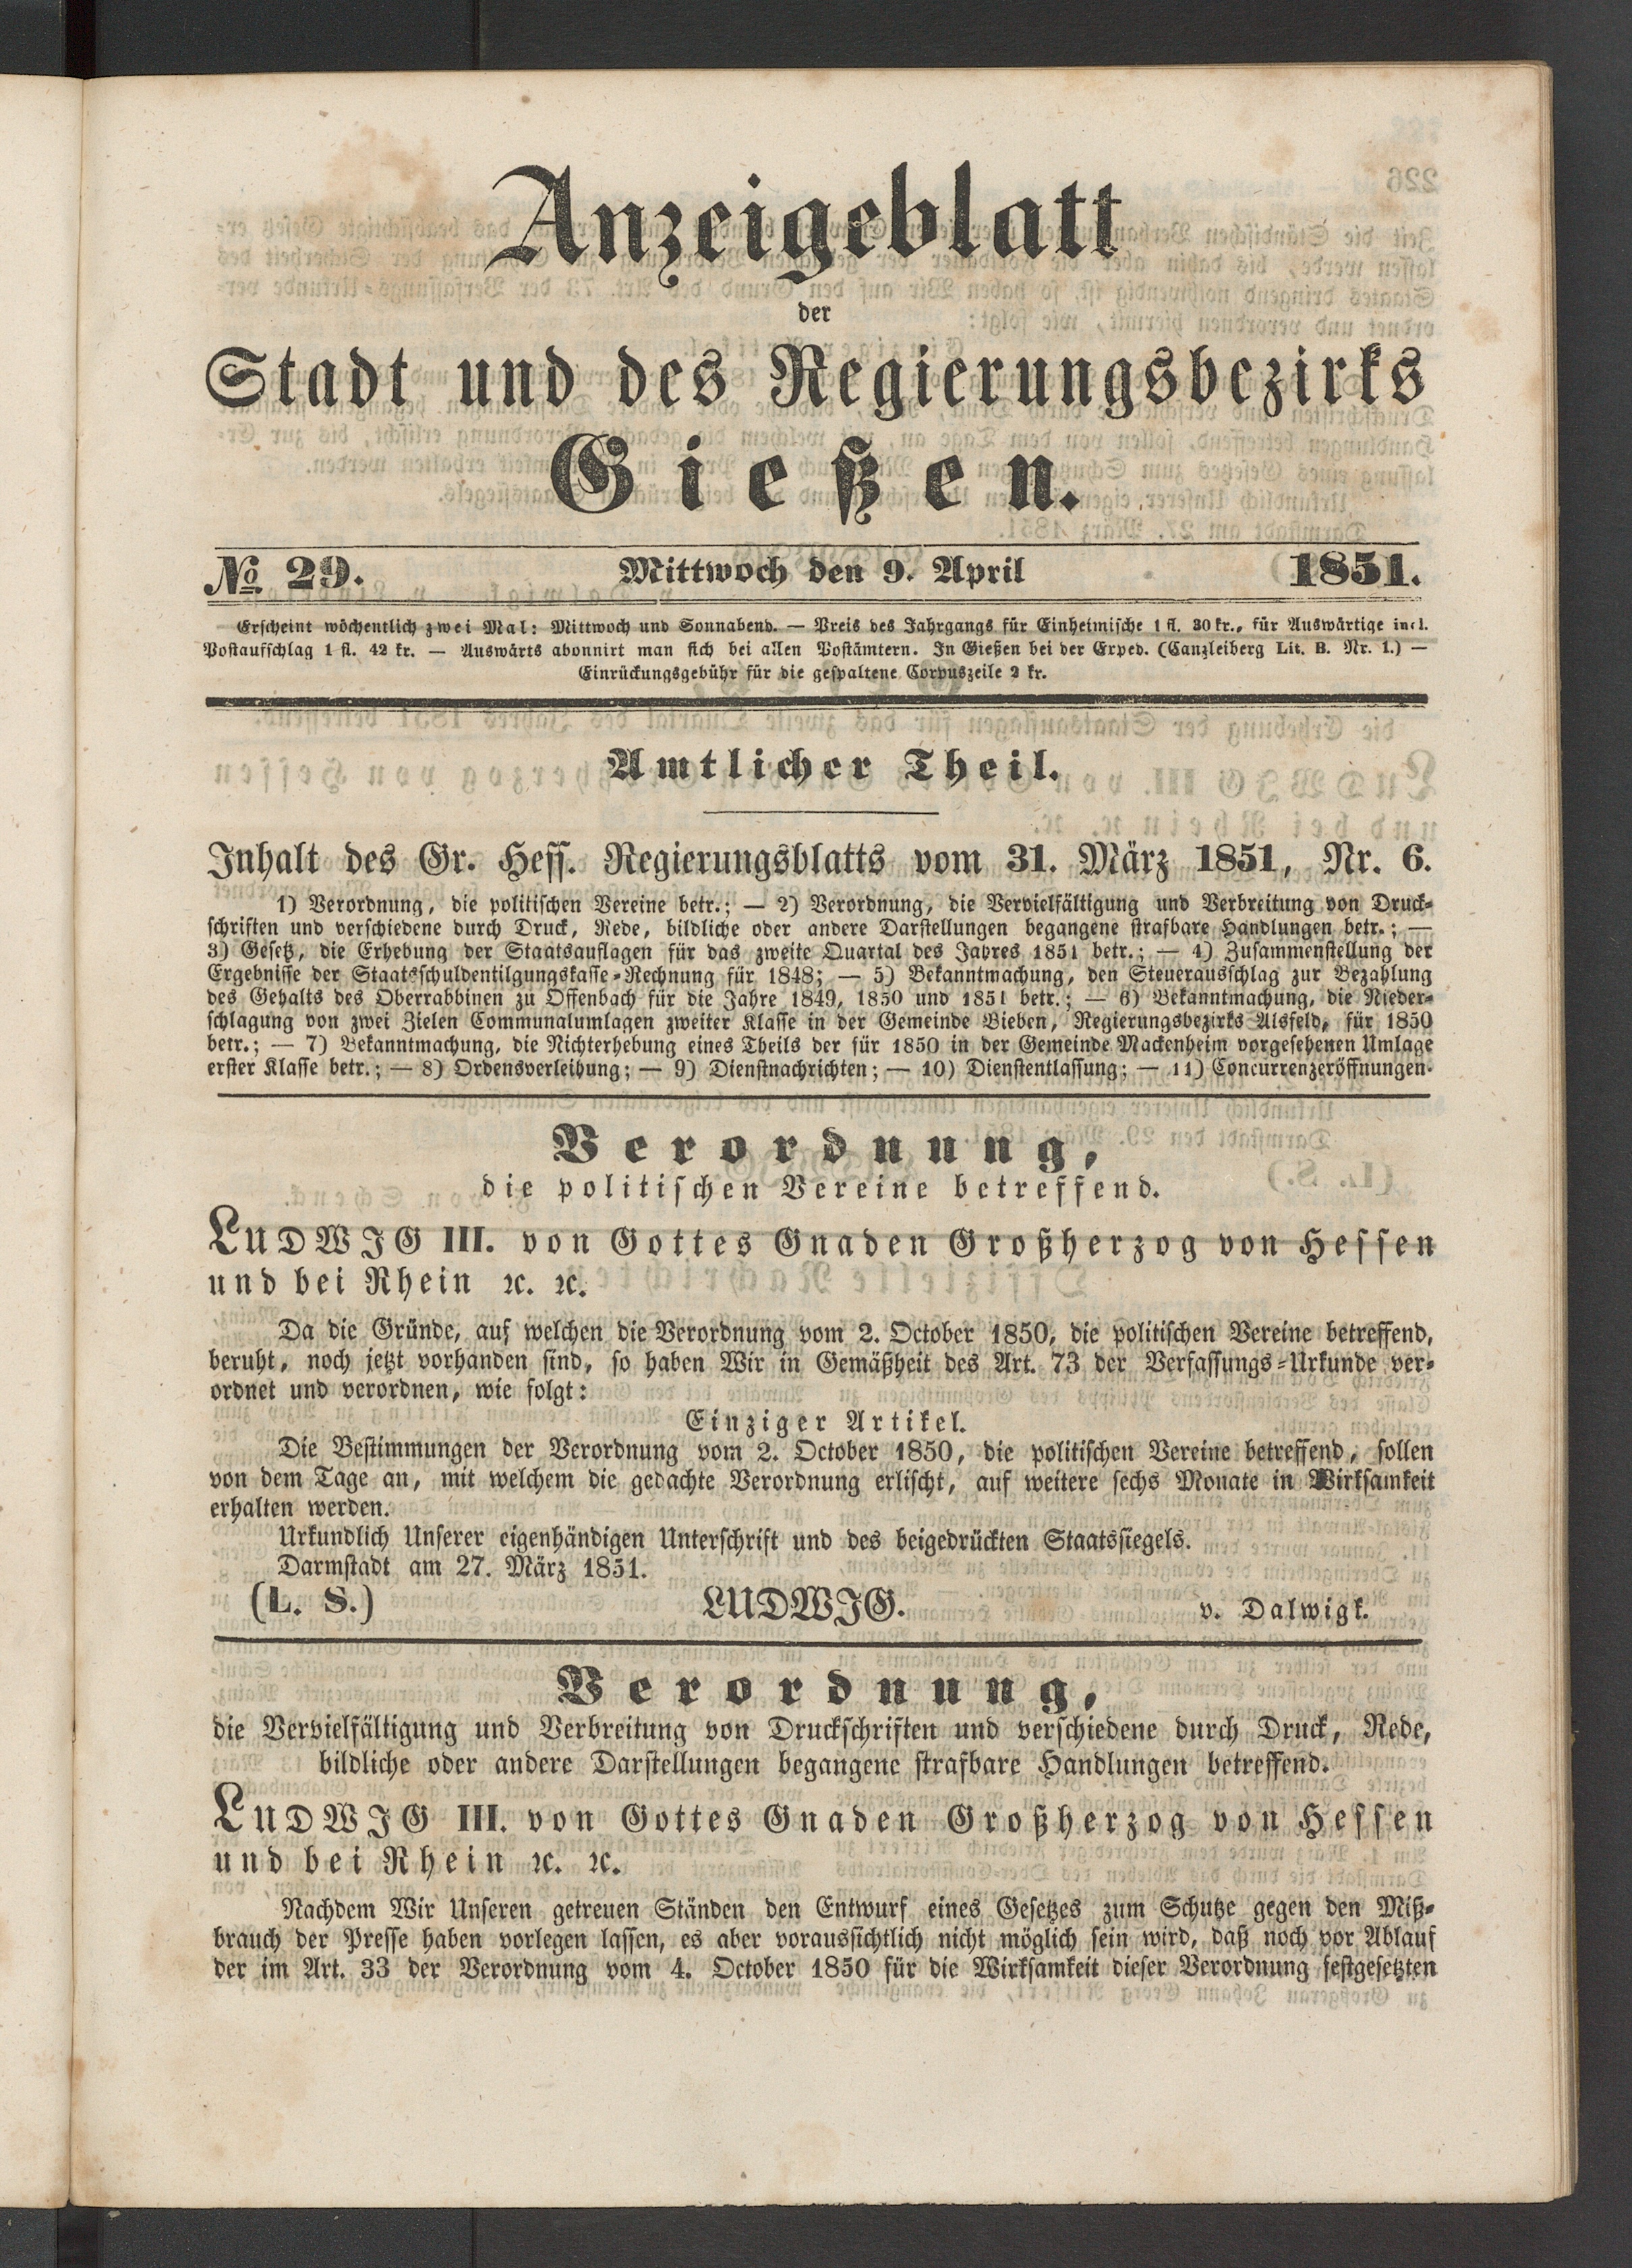 Anzeigeblatt
der
Stadt und des Regierungsbezirks
Gießen.
№ 29. Mittwoch den 9. April 1851.
Erscheint wöchentlich zwei Mal: Mittwoch und Sonnabend. — Preis des Jahrgangs für Einheimische 1 fl. 30 kr., für Auswärtige incl.
Postaufschlag 1 fl. 42 kr. — Auswärts abonnirt man sich bei allen Postämtern. In Gießen bei der Exped. (Canzleiberg Lit. B. Nr. 1.) —
Einrückungsgebühr für die gespaltene Corpuszeile 2 kr.
Amtlicher Theil.
Inhalt des Gr. Hess. Regierungsblatts vom 31. März 1851, Nr. 6.
1) Verordnung, die politischen Vereine betr.; — 2) Verordnung, die Vervielfältigung und Verbreitung von Druck-
schriften und verschiedene durch Druck, Rede, bildliche oder andere Darstellungen begangene strafbare Handlungen betr.; —
3) Gesetz, die Erhebung der Staatsauflagen für das zweite Quartal des Jahres 1851 betr.; — 4) Zusammenstellung der
Ergebnisse der Staatsschuldentilgungskasse-Rechnung für 1848; — 5) Bekanntmachung, den Steuerausschlag zur Bezahlung
des Gehalts des Oberrabbinen zu Offenbach für die Jahre 1849, 1850 und 1851 betr.; — 6) Bekanntmachung, die Nieder-
schlagung von zwei Zielen Communalumlagen zweiter Klasse in der Gemeinde Bieben, Regierungsbezirks Alsfeld, für 1850
betr.; — 7) Bekanntmachung, die Nichterhebung eines Theils der für 1850 in der Gemeinde Mackenheim vorgesehenen Umlage
erster Klasse betr.; — 8) Ordensverleihung; — 9) Dienstnachrichten; — 10) Dienstentlassung; — 11) Concurrenzeröffnungen.
Verordnung,
die politischen Vereine betreffend.
LUDWJG III. von Gottes Gnaden Großherzog von Hessen
und bei Rhein ꝛc. ꝛc.
Da die Gründe, auf welchen die Verordnung vom 2. October 1850, die politischen Vereine betreffend,
beruht, noch jetzt vorhanden sind, so haben Wir in Gemäßheit des Art. 73 der Verfassungs-Urkunde ver-
ordnet und verordnen, wie folgt:
Einziger Artikel.
Die Bestimmungen der Verordnung vom 2. October 1850, die politischen Vereine betreffend, sollen
von dem Tage an, mit welchem die gedachte Verordnung erlischt, auf weitere sechs Monate in Wirksamkeit
erhalten werden.
Urkundlich Unserer eigenhändigen Unterschrift und des beigedrückten Staatssiegels.
Darmstadt am 27. März 1851.
(L. S.) LUDWJG. v. Dalwigk.
Verordnung,
die Vervielfältigung und Verbreitung von Druckschriften und verschiedene durch Druck, Rede,
bildliche oder andere Darstellungen begangene strafbare Handlungen betreffend.
LUDWJG III. von Gottes Gnaden Großherzog von Hessen
und bei Rhein ꝛc. ꝛc.
Nachdem Wir Unseren getreuen Ständen den Entwurf eines Gesetzes zum Schutze gegen den Miß-
brauch der Presse haben vorlegen lassen, es aber voraussichtlich nicht möglich sein wird, daß noch vor Ablauf
der im Art. 33 der Verordnung vom 4. October 1850 für die Wirksamkeit dieser Verordnung festgesetzten